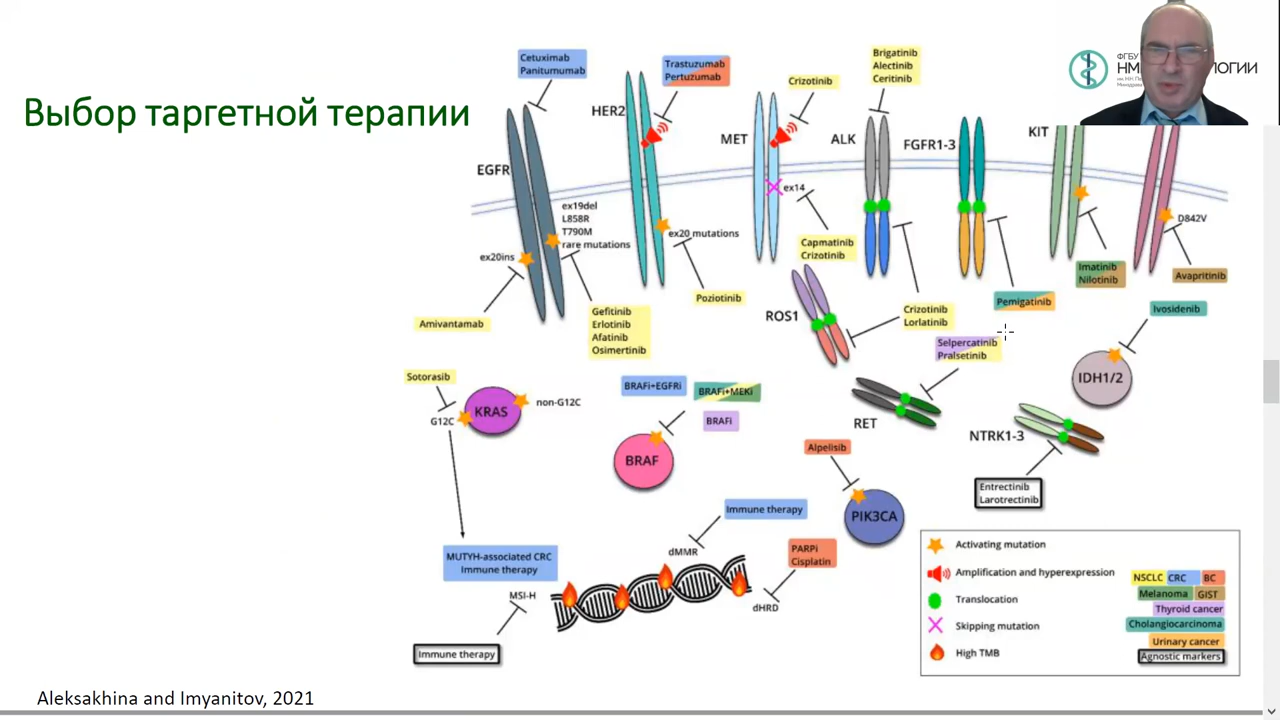 Выбор таргетной терапии
Cetuximab
Panitumumab
Trastuzumab
Pertuzumab
Crizotinib
Brigatinib
Alectinib
Ceritinib
ФГБУ
HER2
MET
ALK
FGFR1-3
KIT
EGFR
ex19del
L858R
T790M
rare mutations
ex20ins
ex20 mutations
ex14
D842V
Capmatinib
Crizotinib
Imatinib
Nilotinib
Avapritinib
Amivantamab
Gefitinib
Erlotinib
Afatinib
Osimertinib
Poziotinib
ROS1
Crizotinib
Lorlatinib
Pemigatinib
Ivosidenib
Selpercatinib
Pralsetinib
IDH1/2
Sotorasib
G12C
KRAS
non-G12C
BRAFi+EGFRi
BRAFi+MEKi
BRAFi
BRAF
RET
NTRK1-3
Alpelisib
PIK3CA
Entrectinib
Larotrectinib
Immune therapy
dMMR
PARPi
Cisplatin
dHRD
MUTYH-associated CRC
Immune therapy
MSI-H
Immune therapy
Activating mutation
Amplification and hyperexpression
Translocation
Skipping mutation
High TMB
NSCLC CRC BC
Melanoma GIST
Thyroid cancer
Cholangiocarcinoma
Urinary cancer
Agnostic markers
Aleksakhina and Imyanitov, 2021